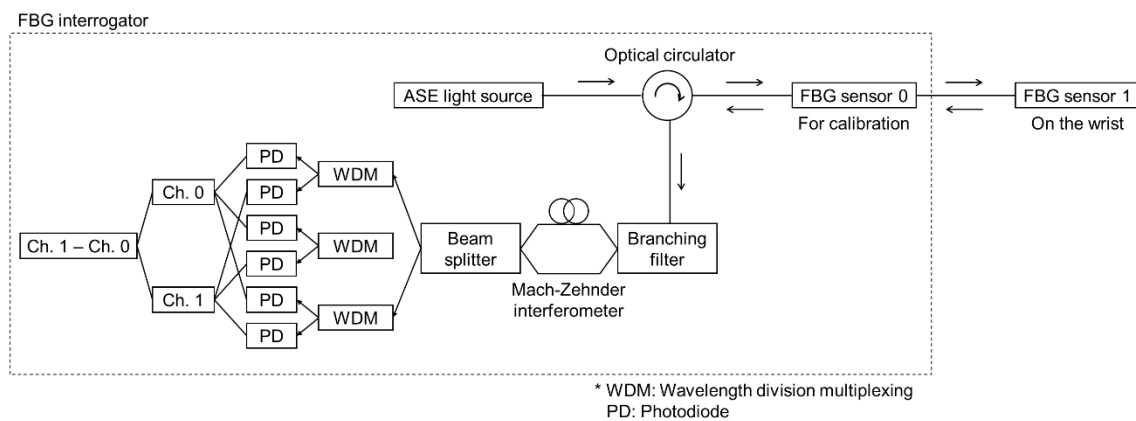 FBG interrogator
Optical circulator
ASE light source
FBG sensor 0
FBG sensor 1
For calibration
On the wrist
PD
WDM
Ch. 0
PD
PD
Ch. 1 – Ch. 0
WDM
Beam
splitter
Branching
filter
PD
Mach-Zehnder
interferometer
Ch. 1
PD
WDM
PD
* WDM: Wavelength division multiplexing
PD: Photodiode